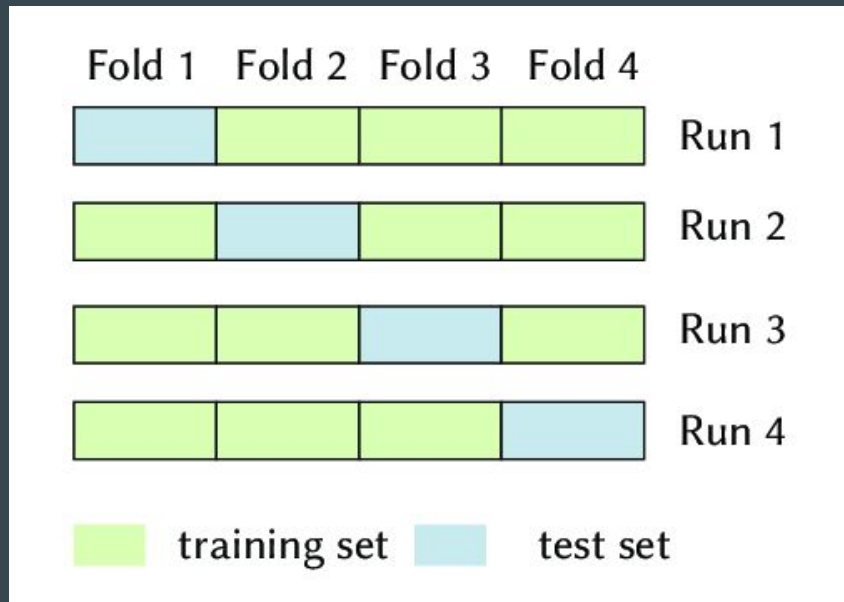 Fold 1 Fold 2 Fold 3 Fold 4
Run 1
Run 2
Run 3
Run 4
training set test set